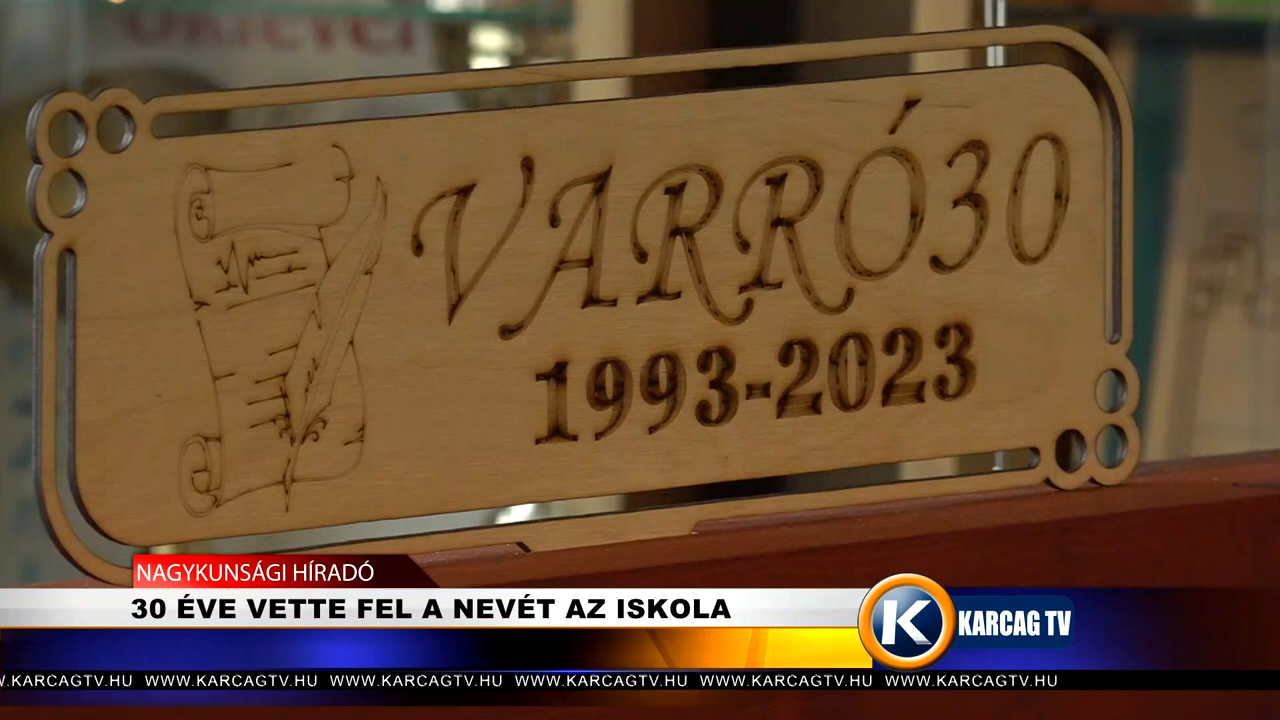 Oklevél
VARRÓ30
1993-2023
NAGYKUNSÁGI HÍRADÓ
30 ÉVE VETTE FEL A NEVÉT AZ ISKOLA
K KARCAG TV
W.KARCAGTV.HU WWW.KARCAGTV.HU WWW.KARCAGTV.HU WWW.KARCAGTV.HU WWW.KARCAGTV.HU WWW.KARCAGTV.HU